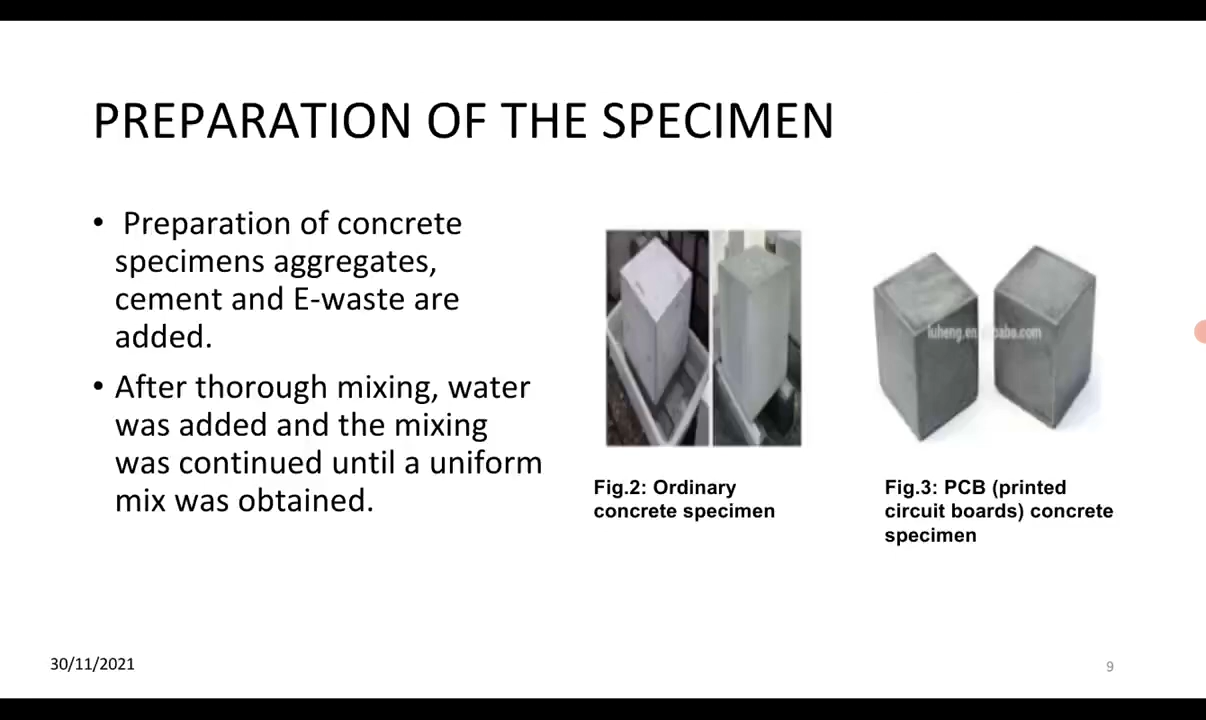 PREPARATION OF THE SPECIMEN
• Preparation of concrete
specimens aggregates,
cement and E-waste are
added.
• After thorough mixing, water
was added and the mixing
was continued until a uniform
mix was obtained.
Fig.2: Ordinary
concrete specimen
Fig.3: PCB (printed
circuit boards) concrete
specimen
30/11/2021
9